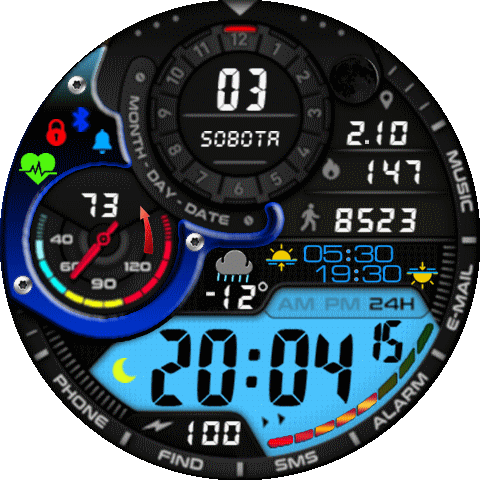 12
11
1
10
2
9
3
8
4
7
5
6
03
SOBOTA
MONTH - DAY - DATE
2.10
147
8523
73
40
60
90
120
05:30
19:30
-12°
AM PM 24H
20:04 15
100
MUSIC
E-MAIL
ALARM
SMS
FIND
PHONE